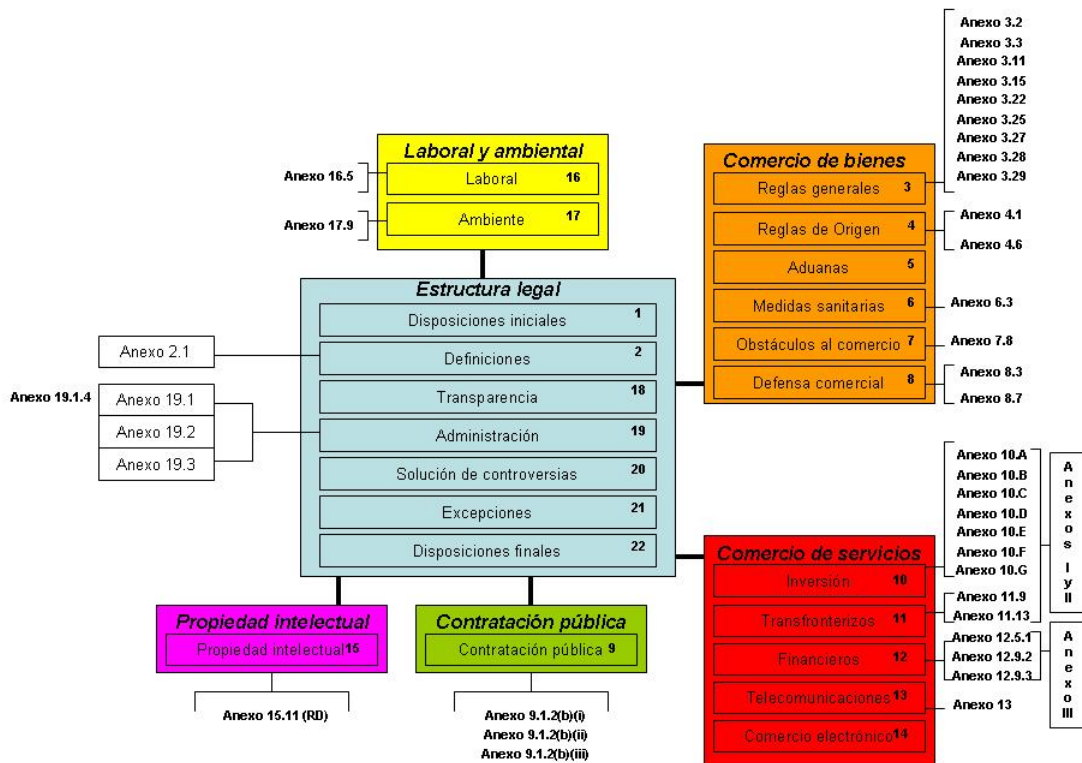 Laboral y ambiental
Anexo 16.5
Laboral 16
Anexo 17.9
Ambiente 17
Comercio de bienes
Reglas generales 3
Anexo 3.2
Anexo 3.3
Anexo 3.11
Anexo 3.15
Anexo 3.22
Anexo 3.25
Anexo 3.27
Anexo 3.28
Anexo 3.29
Reglas de Origen 4
Anexo 4.1
Anexo 4.6
Aduanas 5
Medidas sanitarias 6
Anexo 6.3
Obstáculos al comercio 7
Anexo 7.8
Defensa comercial 8
Anexo 8.3
Anexo 8.7
Estructura legal
Disposiciones iniciales 1
Anexo 2.1
Definiciones 2
Transparencia 18
Anexo 19.1.4
Anexo 19.1
Anexo 19.2
Anexo 19.3
Administración 19
Solución de controversias 20
Excepciones 21
Disposiciones finales 22
Comercio de servicios
Inversión 10
Anexo 10.A
Anexo 10.B
Anexo 10.C
Anexo 10.D
Anexo 10.E
Anexo 10.F
Anexo 10.G
Anexos I y II
Transfronterizos 11
Anexo 11.9
Anexo 11.13
Financieros 12
Anexo 12.5.1
Anexo 12.9.2
Anexo 12.9.3
Anexo III
Telecomunicaciones 13
Anexo 13
Comercio electrónico 14
Propiedad intelectual
Propiedad intelectual 15
Anexo 15.11 (RD)
Contratación pública
Contratación pública 9
Anexo 9.1.2(b)(i)
Anexo 9.1.2(b)(ii)
Anexo 9.1.2(b)(iii)